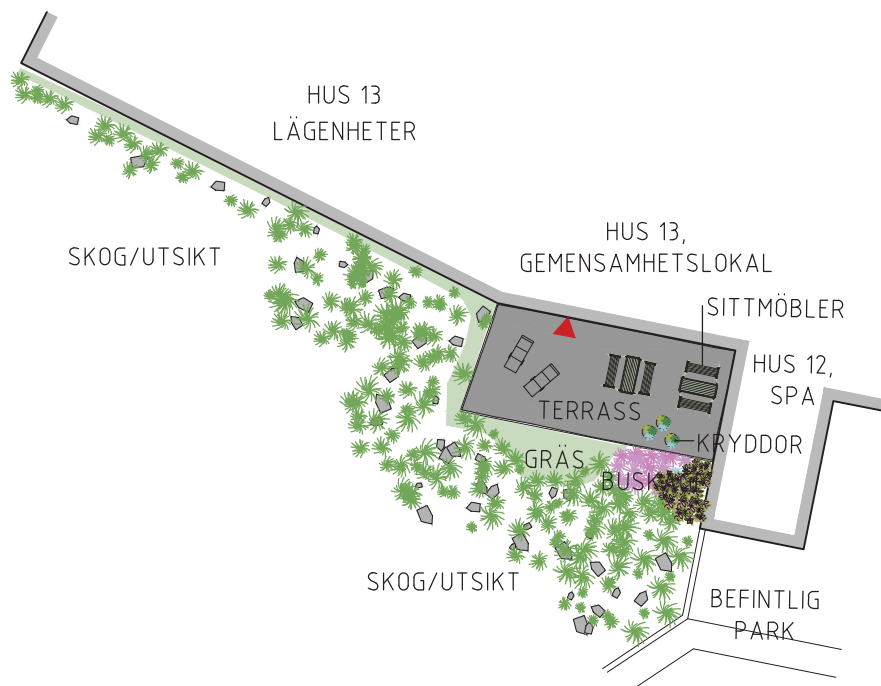 HUS 13
LÄGENHETER
HUS 13,
GEMENSAMHETSLOKAL
SKOG/UTSIKT
SITTMÖBLER
HUS 12,
SPA
TERRASS
KRYDDOR
GRÄS
SKOG/UTSIKT
BEFINTLIG
PARK